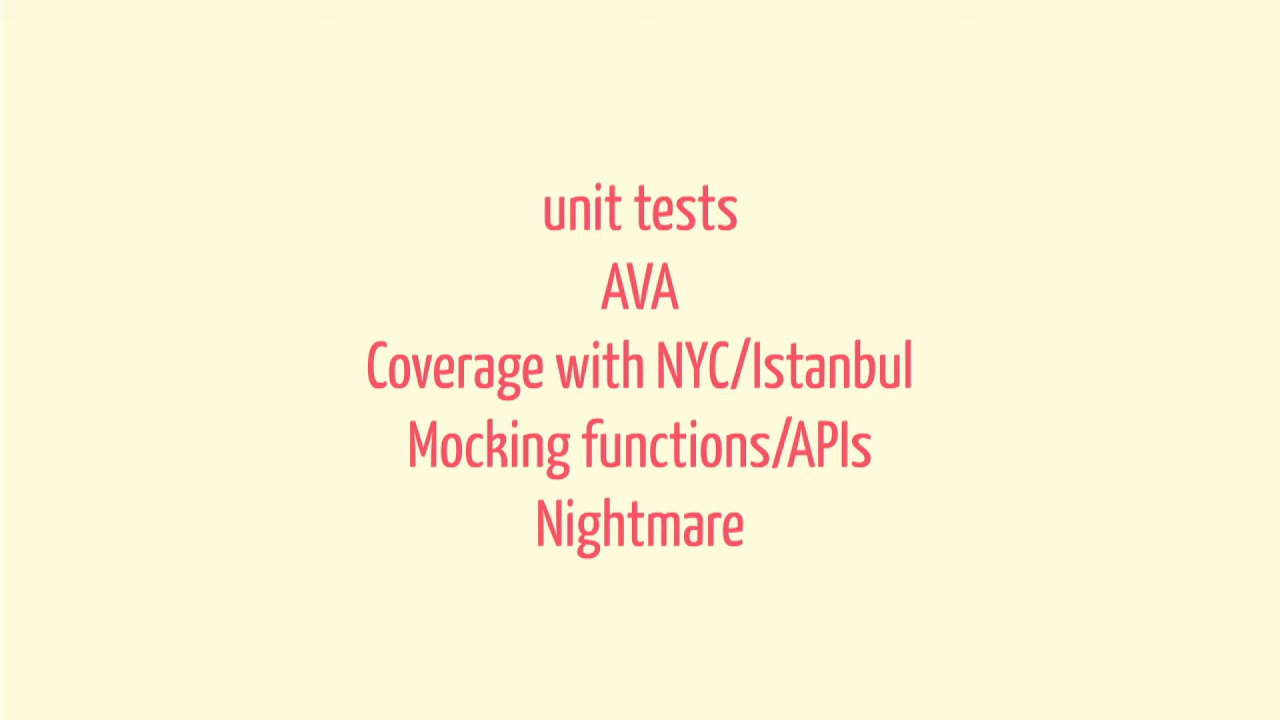 unit tests
AVA
Coverage with NYC/Istanbul
Mocking functions/APIs
Nightmare